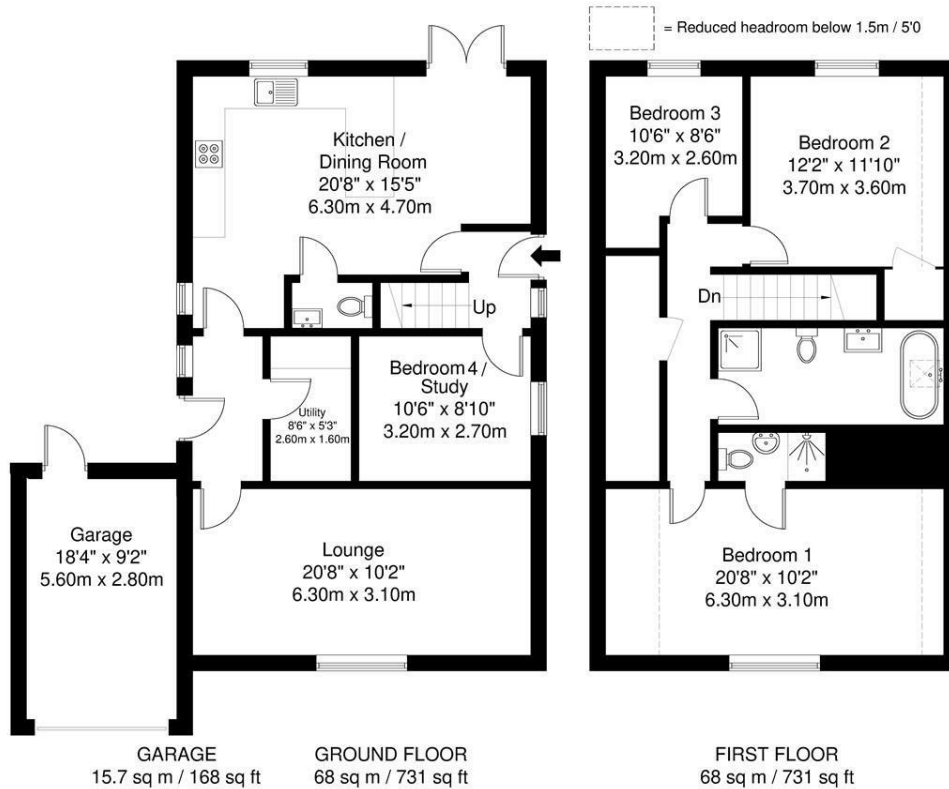 = Reduced headroom below 1.5m / 5'0
Kitchen /
Dining Room
20'8" x 15'5"
6.30m x 4.70m
Up
Bedroom 4 /
Study
10'6" x 8'10"
3.20m x 2.70m
Utility
8'6" x 5'3"
2.60m x 1.60m
Garage
18'4" x 9'2"
5.60m x 2.80m
Lounge
20'8" x 10'2"
6.30m x 3.10m
GARAGE
15.7 sq m / 168 sq ft
GROUND FLOOR
68 sq m / 731 sq ft
Bedroom 3
10'6" x 8'6"
3.20m x 2.60m
Bedroom 2
12'2" x 11'10"
3.70m x 3.60m
Dn
Bedroom 1
20'8" x 10'2"
6.30m x 3.10m
FIRST FLOOR
68 sq m / 731 sq ft